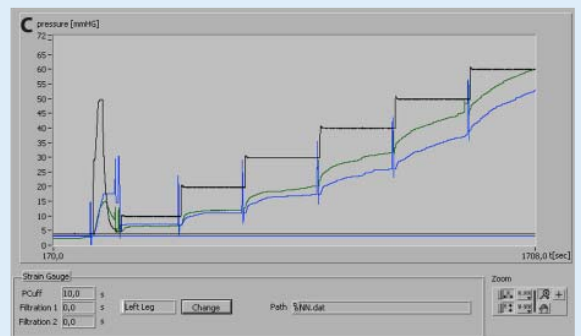 C pressure [mmHG]
72
65
60
55
50
45
40
35
30
25
20
15
10
5
0
170,0
1708,0 t[sec]
Strain Gauge
PCuff 10,0 s
Filtration 1 0,0 s Left Leg Change Path
Filtration 2 0,0 s
Zoom